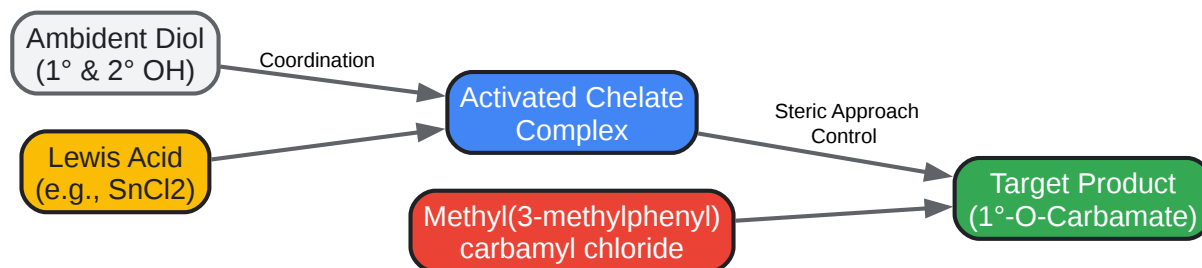 Ambident Diol
(1° & 2° OH)
Coordination
Lewis Acid
(e.g., SnCl2)
Activated Chelate
Complex
Steric Approach
Control
Methyl(3-methylphenyl)
carbamyl chloride
Target Product
(1°-O-Carbamate)